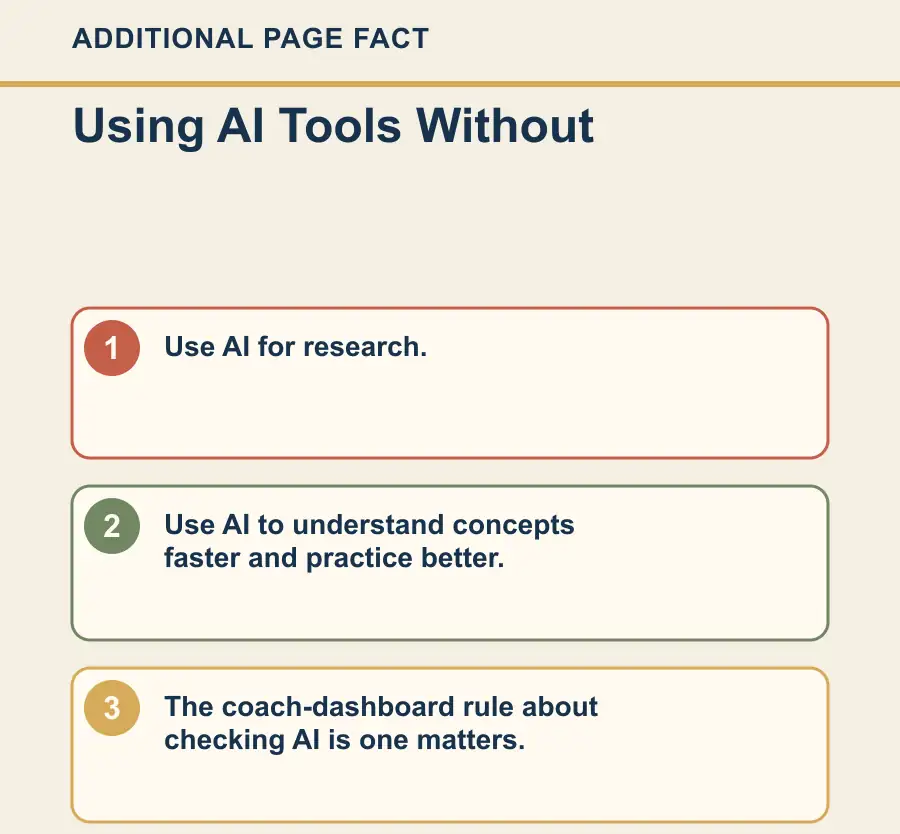 ADDITIONAL PAGE FACT
Using AI Tools Without
1
Use AI for research.
2
Use AI to understand concepts
faster and practice better.
3
The coach-dashboard rule about
checking AI is one matters.